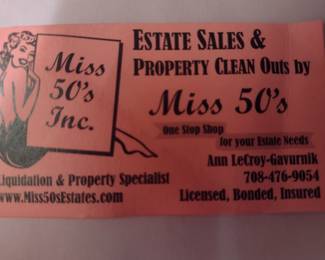 Miss
50's
Inc.
ESTATE SALES &
PROPERTY CLEAN Outs by
Miss 50's
One Stop Shop
for your Estate Needs
Ann LeCroy-Gavurnik
Liquidation & Property Specialist
708-476-9054
www.Miss50sEstates.com
Licensed, Bonded, Insured